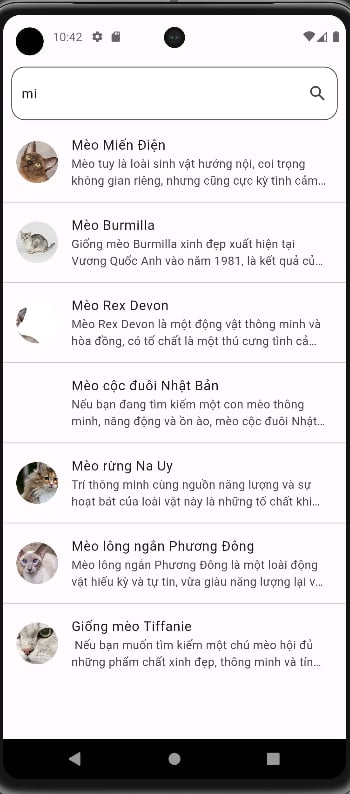 10:42
mi
Mèo Miến Điện
Mèo tuy là loài sinh vật hướng nội, coi trọng
không gian riêng, nhưng cũng cực kỳ tình cảm…
Mèo Burmilla
Giống mèo Burmilla xinh đẹp xuất hiện tại
Vương Quốc Anh vào năm 1981, là kết quả củ…
Mèo Rex Devon
Mèo Rex Devon là một động vật thông minh và
hòa đồng, có tố chất là một thú cưng tình cả…
Mèo cộc đuôi Nhật Bản
Nếu bạn đang tìm kiếm một con mèo thông
minh, năng động và ồn ào, mèo cộc đuôi Nhật…
Mèo rừng Na Uy
Trí thông minh cùng nguồn năng lượng và sự
hoạt bát của loài vật này là những tố chất khi…
Mèo lông ngắn Phương Đông
Mèo lông ngắn Phương Đông là một loài động
vật hiếu kỳ và tự tin, vừa giàu năng lượng lại v…
Giống mèo Tiffanie
Nếu bạn muốn tìm kiếm một chú mèo hội đủ
những phẩm chất xinh đẹp, thông minh và tín…